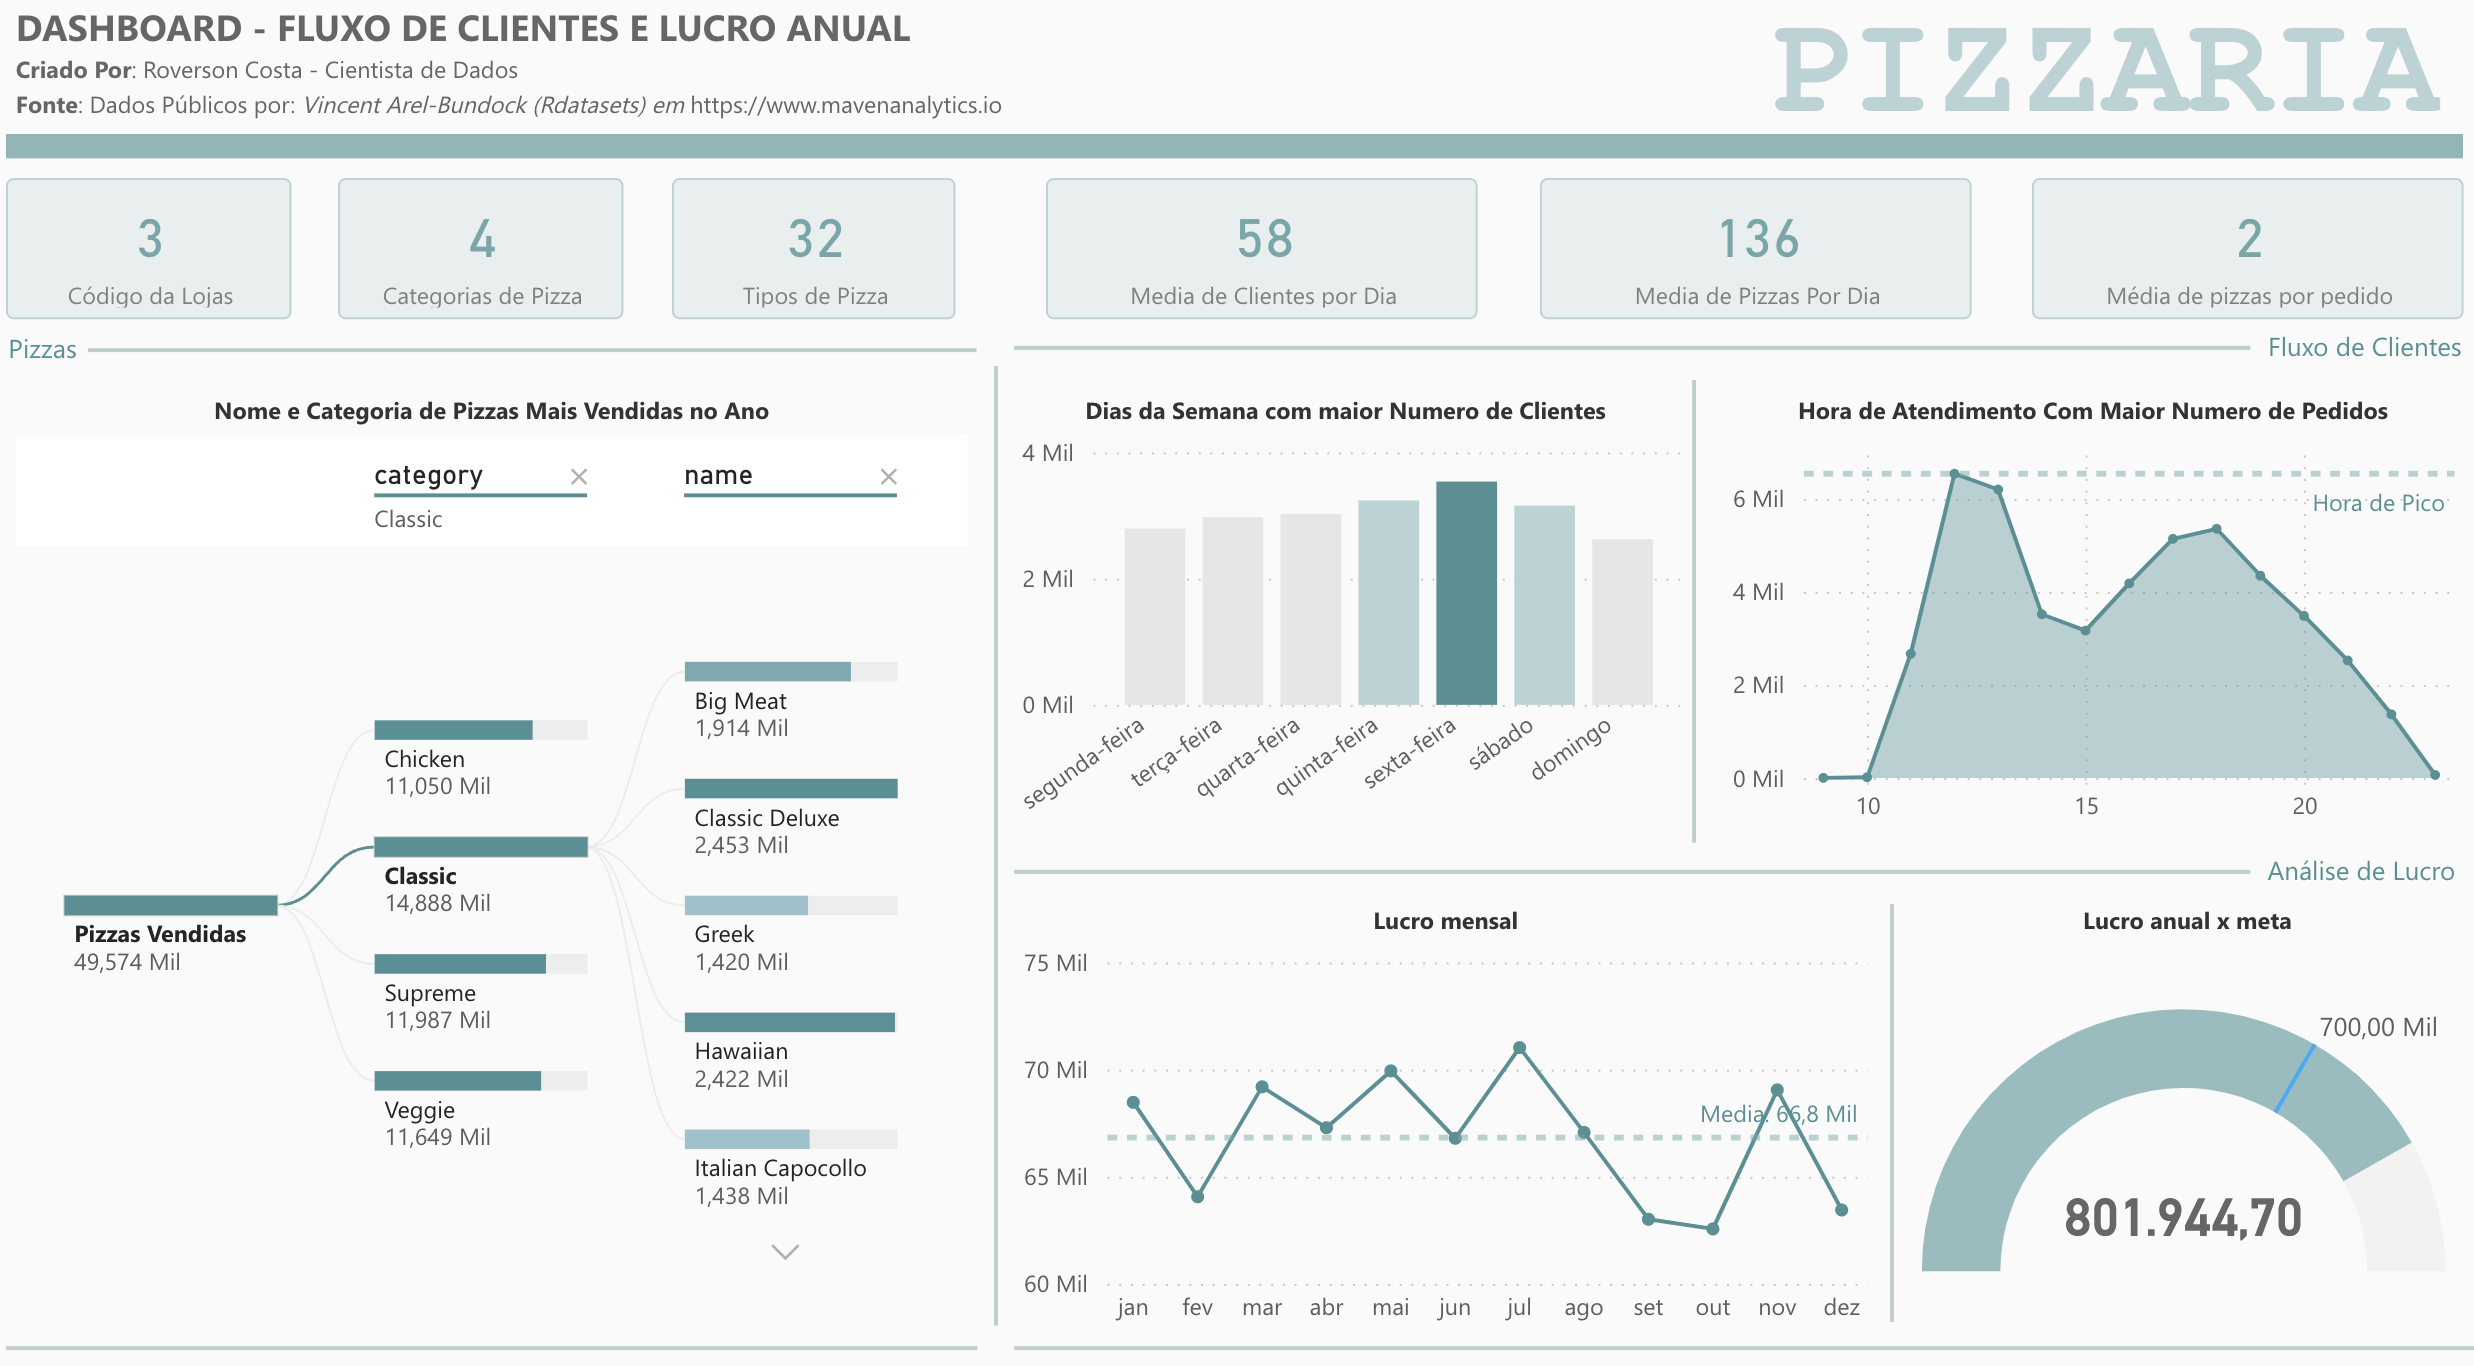 DASHBOARD - FLUXO DE CLIENTES E LUCRO ANUAL
Criado Por: Roverson Costa - Cientista de Dados
Fonte: Dados Públicos por: Vincent Arel-Bundock (Rdatasets) em https://www.mavenanalytics.io
PIZZARIA
3
Código da Lojas
4
Categorias de Pizza
32
Tipos de Pizza
58
Media de Clientes por Dia
136
Media de Pizzas Por Dia
2
Média de pizzas por pedido
Pizzas
Nome e Categoria de Pizzas Mais Vendidas no Ano
category
name
Classic
Pizzas Vendidas
49,574 Mil
Chicken
11,050 Mil
Classic
14,888 Mil
Supreme
11,987 Mil
Veggie
11,649 Mil
Big Meat
1,914 Mil
Classic Deluxe
2,453 Mil
Greek
1,420 Mil
Hawaiian
2,422 Mil
Italian Capocollo
1,438 Mil
Fluxo de Clientes
Dias da Semana com maior Numero de Clientes
4 Mil
2 Mil
0 Mil
segunda-feira
terça-feira
quarta-feira
quinta-feira
sexta-feira
sábado
domingo
Hora de Atendimento Com Maior Numero de Pedidos
6 Mil
4 Mil
2 Mil
0 Mil
Hora de Pico
10 15 20
Análise de Lucro
Lucro mensal
75 Mil
70 Mil
65 Mil
60 Mil
Media: 66,8 Mil
jan fev mar abr mai jun jul ago set out nov dez
Lucro anual x meta
700,00 Mil
801.944,70